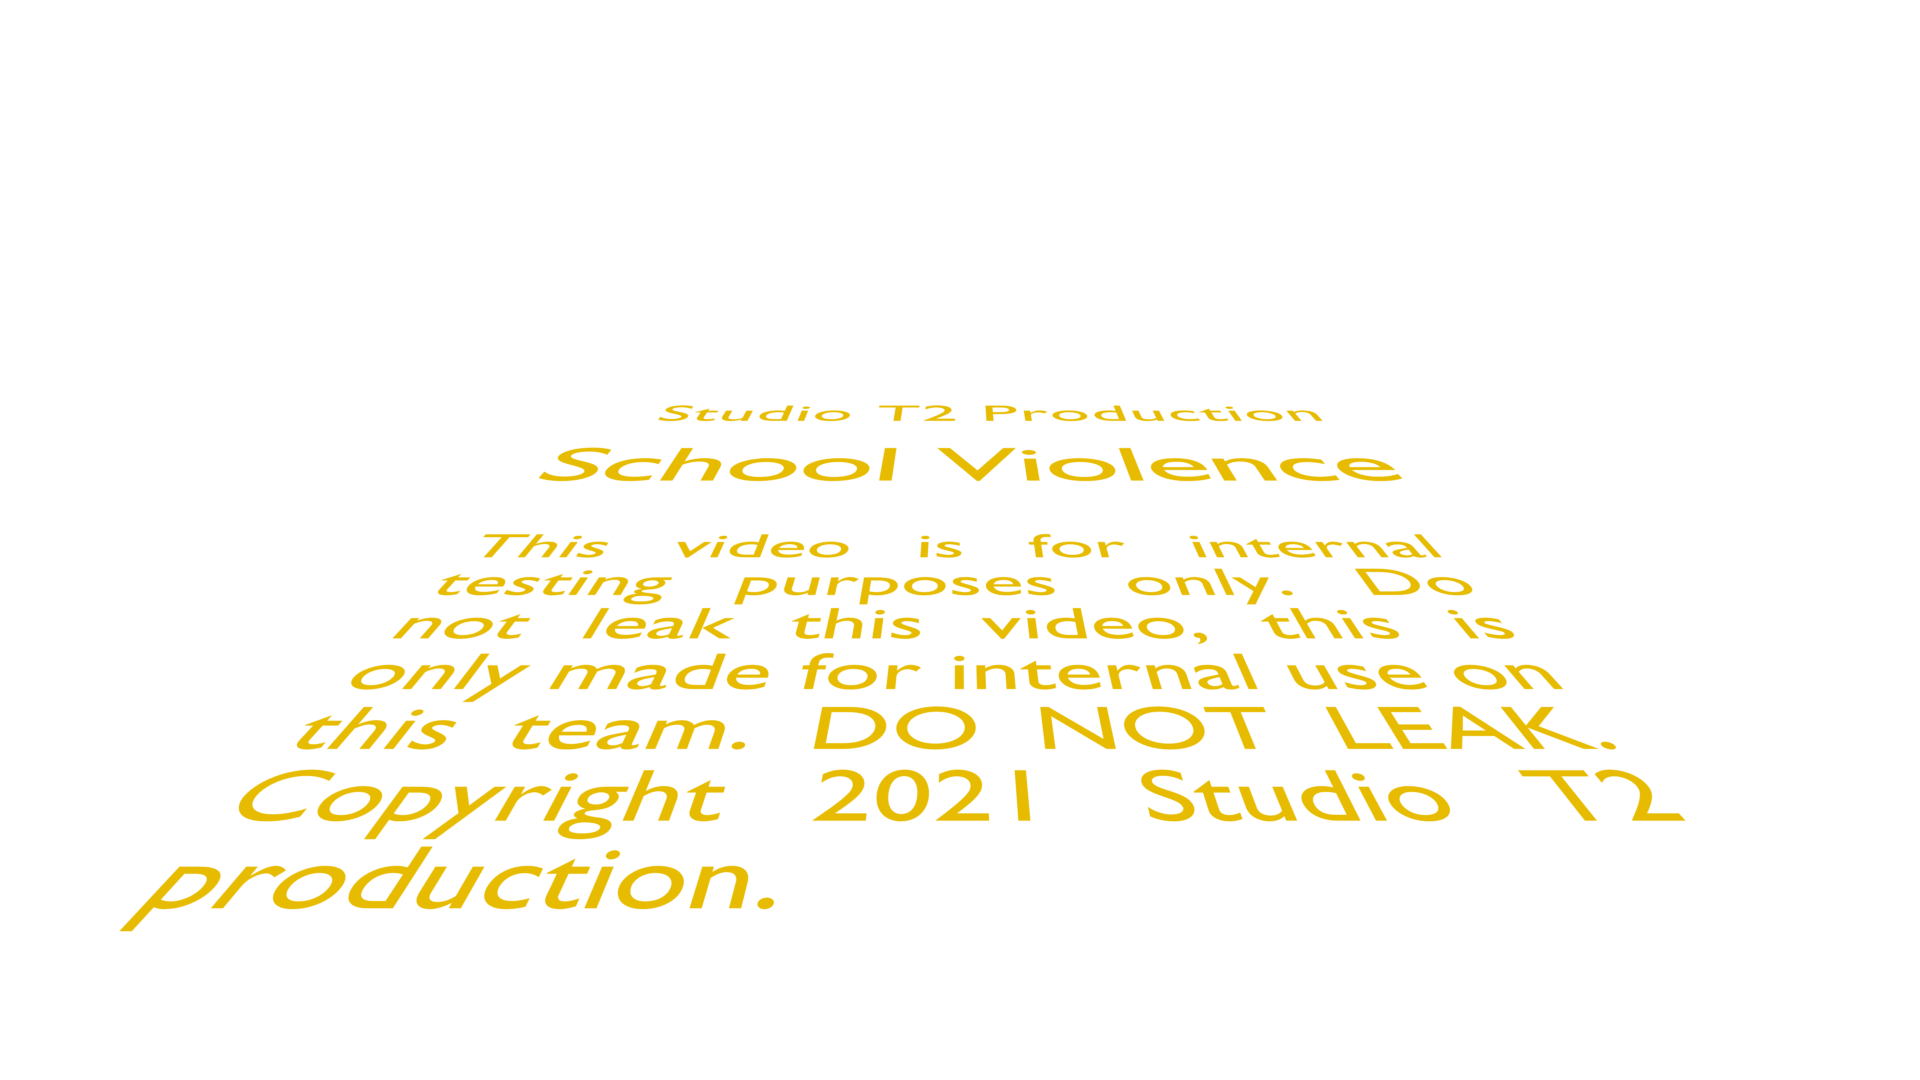 Studio T2 Production
School Violence
This video is for internal
testing purposes only. Do
not leak this video, this is
only made for internal use on
this team. DO NOT LEAK.
Copyright 2021 Studio T2
production.